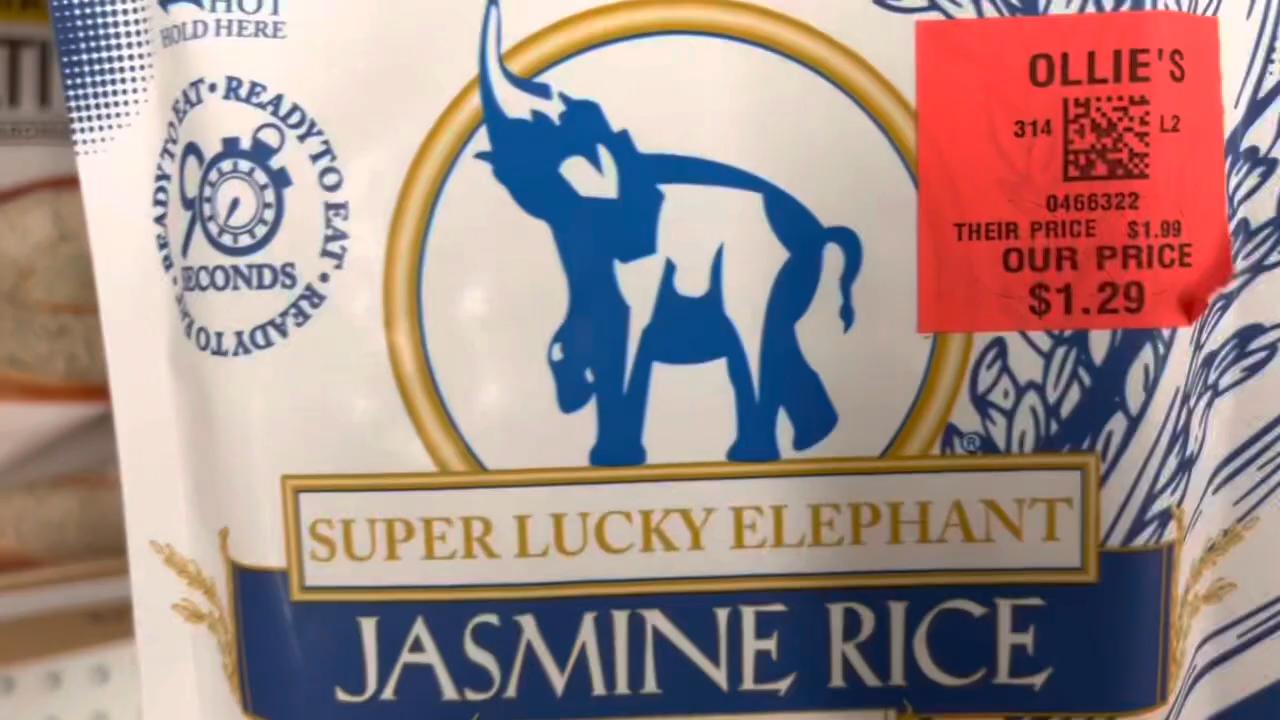 HOT
HOLD HERE
READY TO EAT • READY TO EAT • READY TO EAT •
90
SECONDS
OLLIE'S
314 L2
0466322
THEIR PRICE $1.99
OUR PRICE
$1.29
®
SUPER LUCKY ELEPHANT
JASMINE RICE